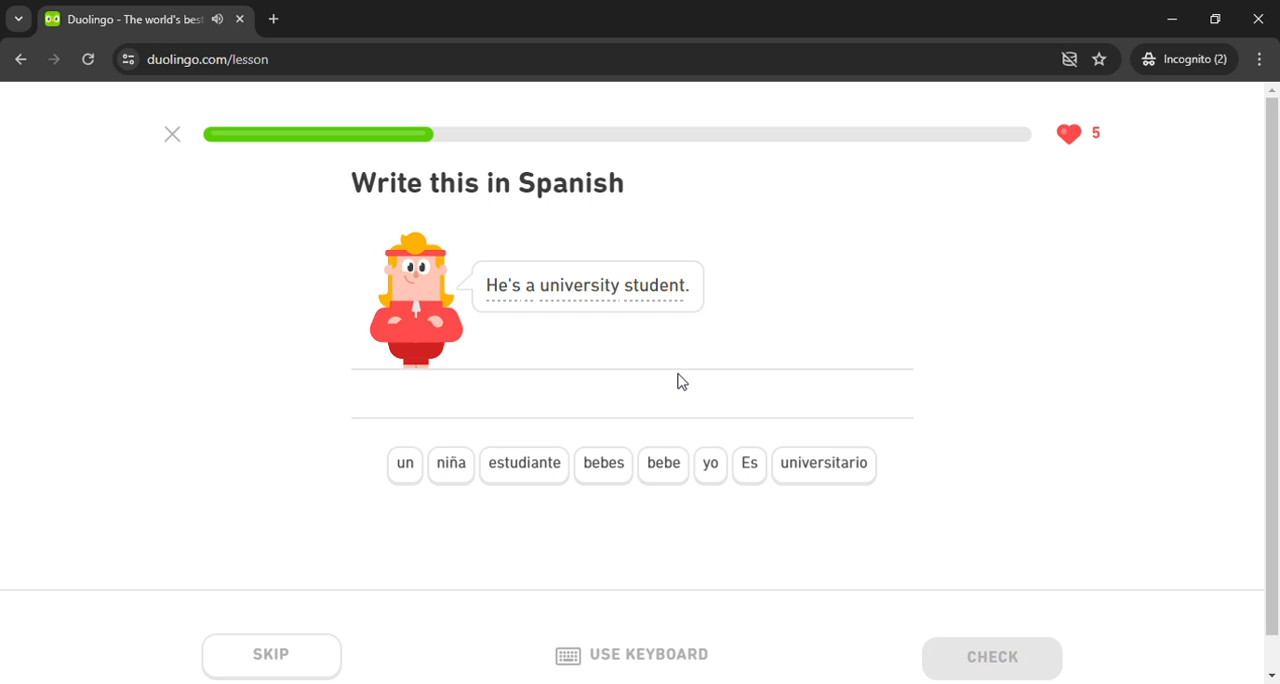 Duolingo - The world's best
duolingo.com/lesson
Incognito (2)
5
Write this in Spanish
He's a university student.
un niña estudiante bebes bebe yo Es universitario
SKIP
USE KEYBOARD
CHECK